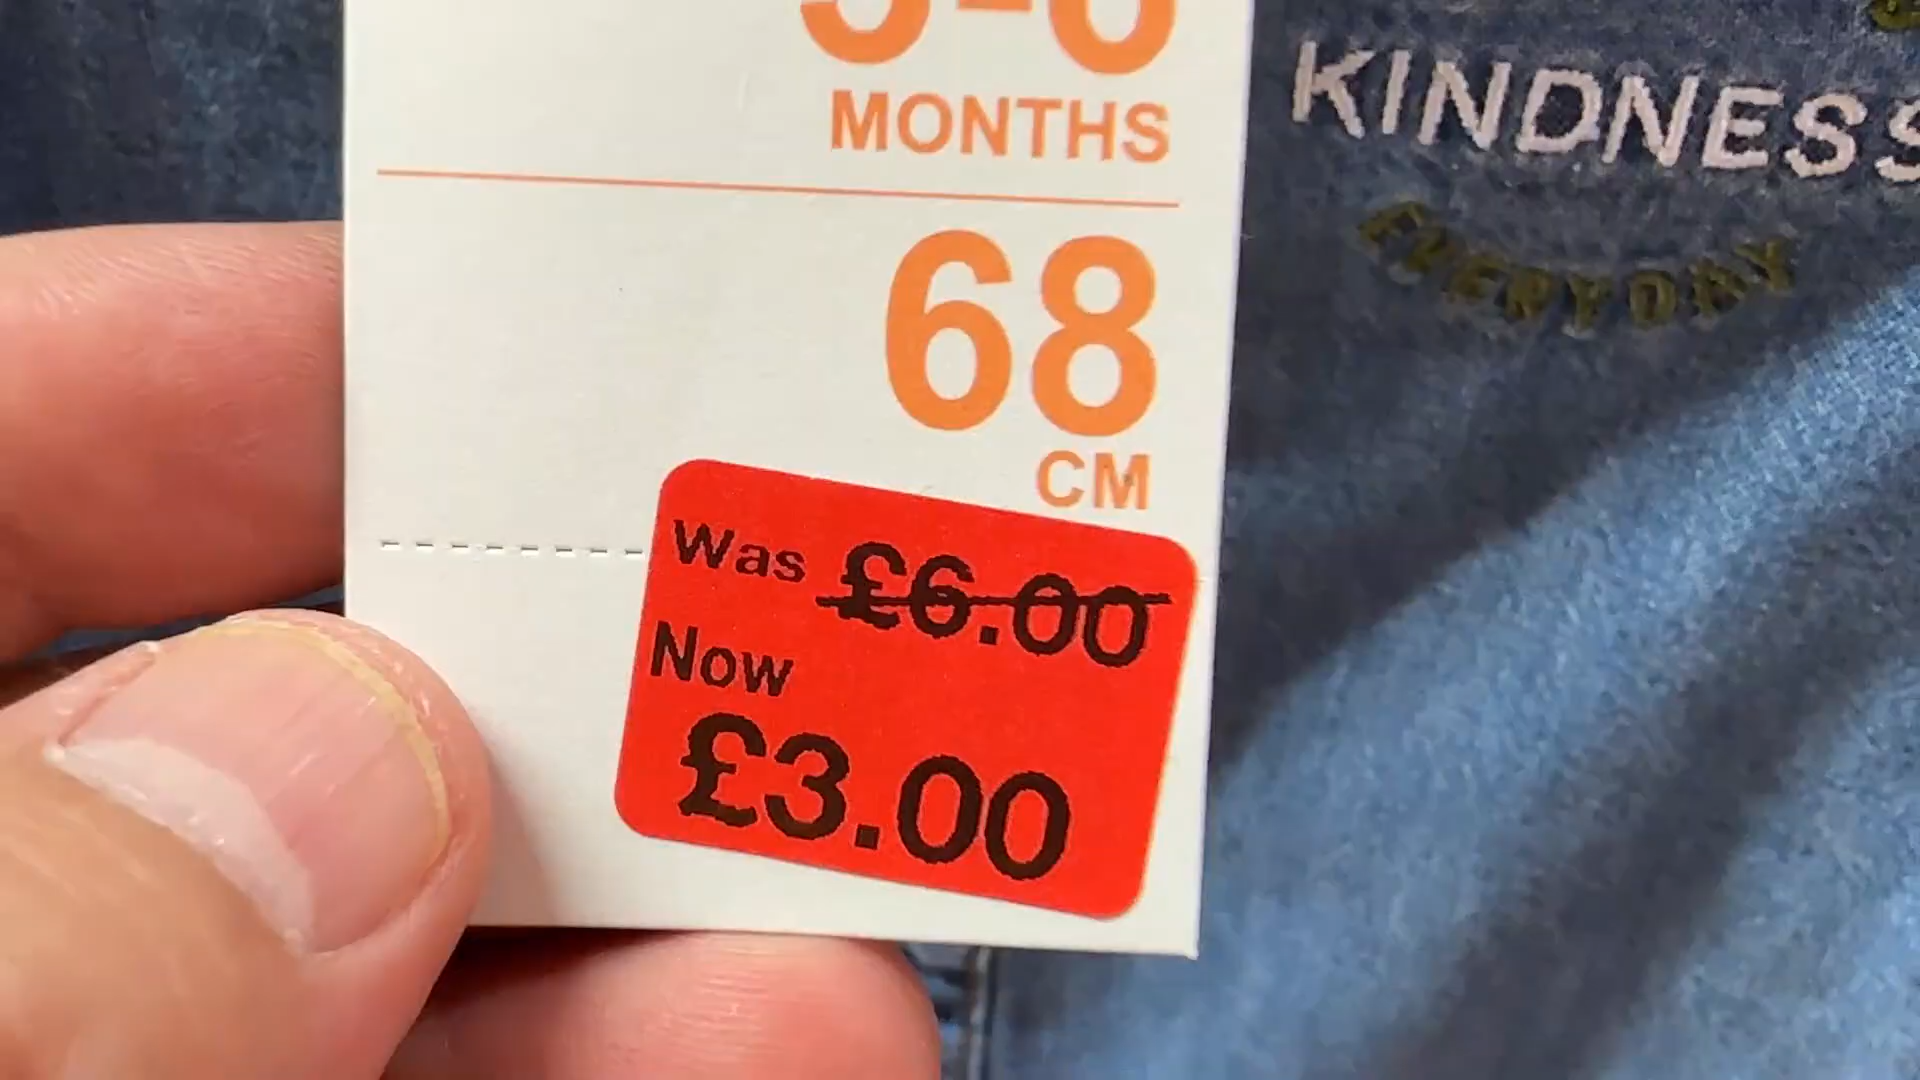 MONTHS
68
CM
Was £6.00
Now
£3.00
KINDNESS
EVERYDAY